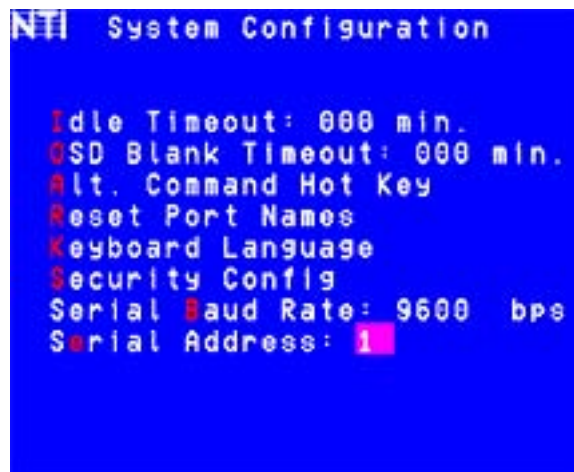 NTI System Configuration
Idle Timeout: 000 min.
OSD Blank Timeout: 000 min.
Alt. Command Hot Key
Reset Port Names
Keyboard Language
Security Config
Serial Baud Rate: 9600 bps
Serial Address: 1